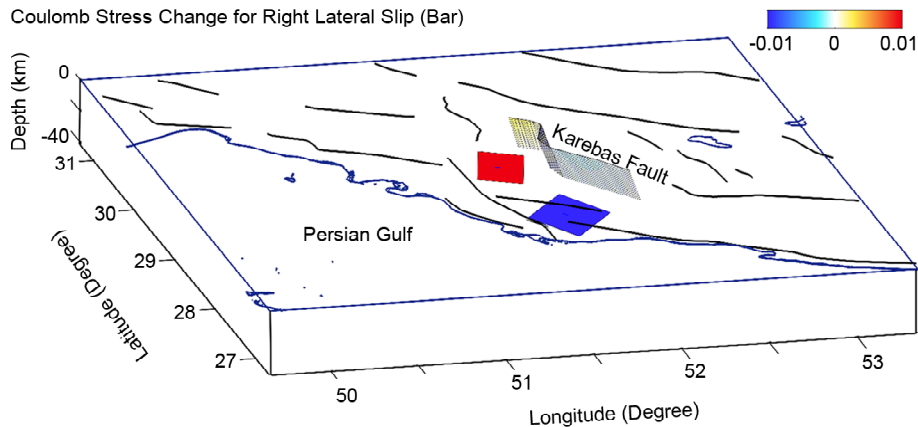 Coulomb Stress Change for Right Lateral Slip (Bar)
-0.01 0 0.01
Depth (km)
0
-40
31
30
29
28
27
Latitude (Degree)
Karebas Fault
Persian Gulf
50 51 52 53
Longitude (Degree)